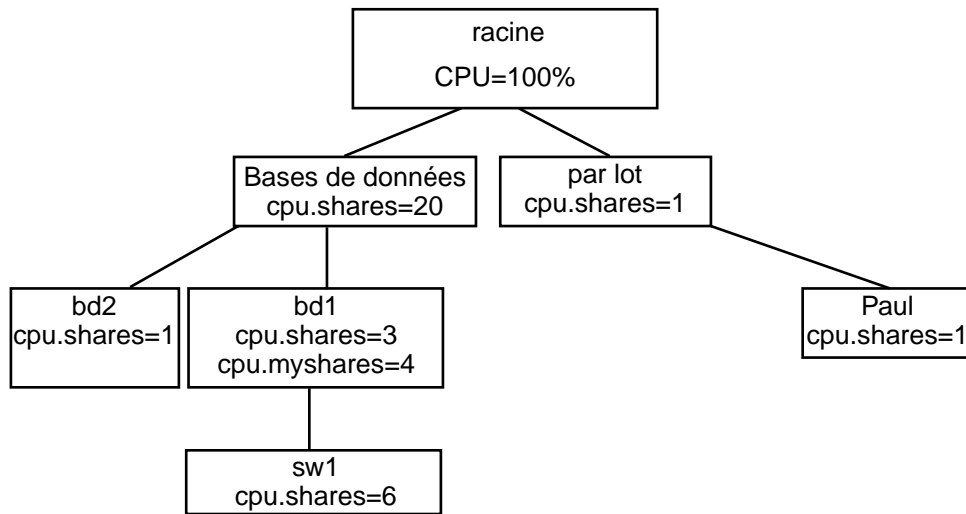 racine
CPU=100%
Bases de données
cpu.shares=20
par lot
cpu.shares=1
bd2
cpu.shares=1
bd1
cpu.shares=3
cpu.myshares=4
Paul
cpu.shares=1
sw1
cpu.shares=6